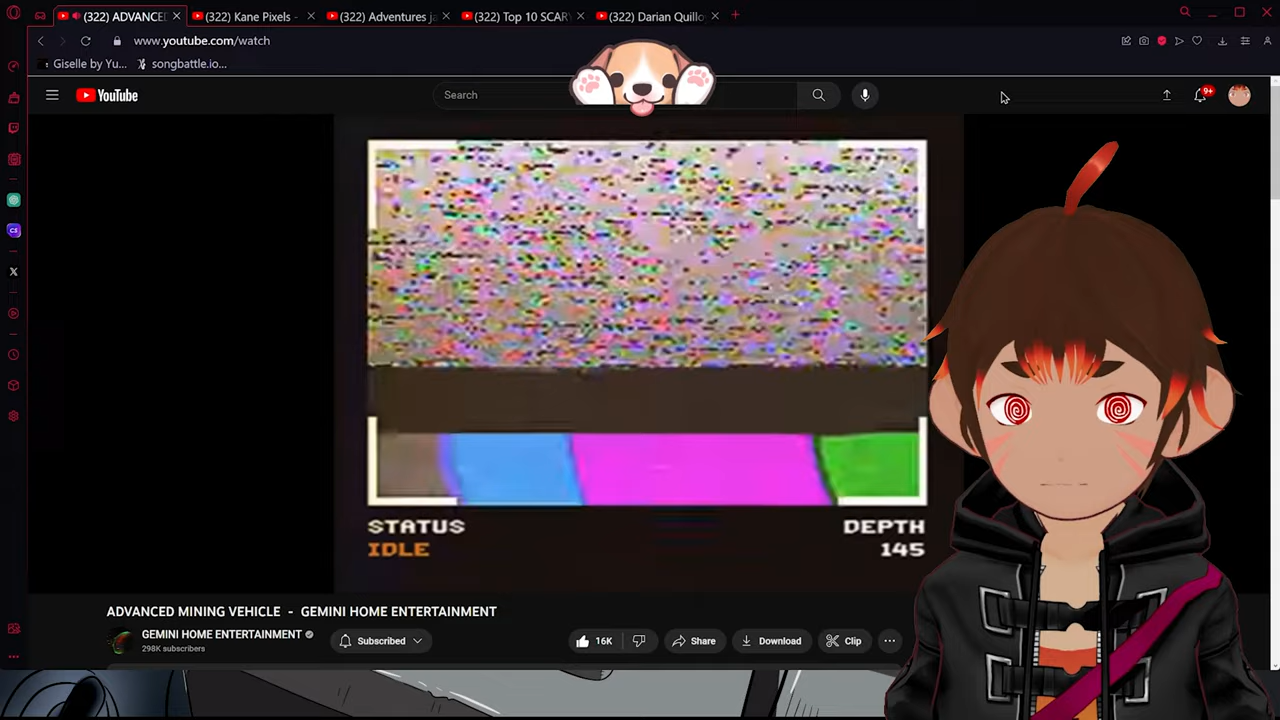 (322) ADVANCE
(322) Kane Pixels -
(322) Adventures ja
(322) Top 10 SCAR
(322) Darian Quillo
www.youtube.com/watch
Giselle by Yu...
songbattle.io...
YouTube
Search
9+
STATUS
DEPTH
IDLE
145
ADVANCED MINING VEHICLE - GEMINI HOME ENTERTAINMENT
GEMINI HOME ENTERTAINMENT
298K subscribers
Subscribed
16K
Share
Download
Clip
CS